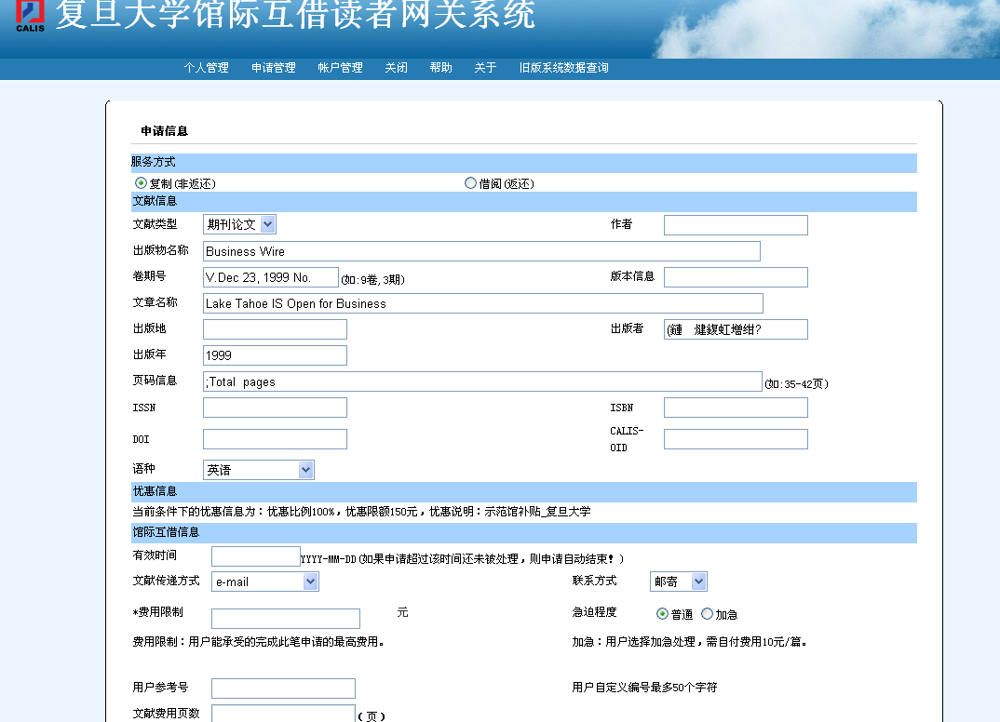 CALIS 复旦大学馆际互借读者网关系统
个人管理 申请管理 帐户管理 关闭 帮助 关于 旧版系统数据查询
申请信息
服务方式
复制(非返还) 借阅(返还)
文献信息
文献类型 期刊论文 作者
出版物名称 Business Wire
卷期号 V.Dec 23, 1999 No. (如:9卷,3期) 版本信息
文章名称 Lake Tahoe IS Open for Business
出版地 出版者
出版年 1999
页码信息 ;Total pages (如:35-42页)
ISSN ISBN
DOI CALIS-
OID
语种 英语
优惠信息
当前条件下的优惠信息为：优惠比例100%，优惠限额150元，优惠说明：示范馆补贴_复旦大学
馆际互借信息
有效时间 YYYY-MM-DD(如果申请超过该时间还未被处理，则申请自动结束！)
文献传递方式 e-mail 联系方式 邮寄
*费用限制 元 急迫程度 普通 加急
费用限制：用户能承受的完成此笔申请的最高费用。 加急：用户选择加急处理，需自付费用10元/篇。
用户参考号 用户自定义编号最多50个字符
文献费用页数 (页)